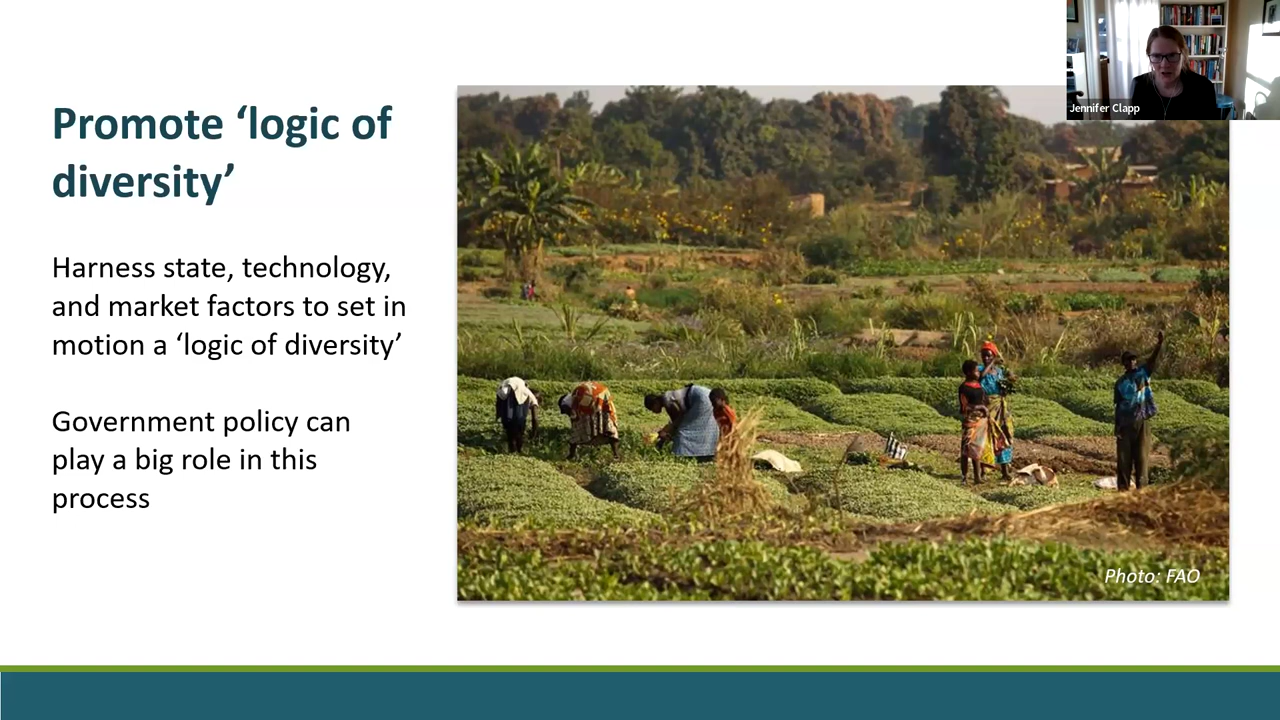 Jennifer Clapp
Promote ‘logic of
diversity’
Harness state, technology,
and market factors to set in
motion a ‘logic of diversity’
Government policy can
play a big role in this
process
Photo: FAO